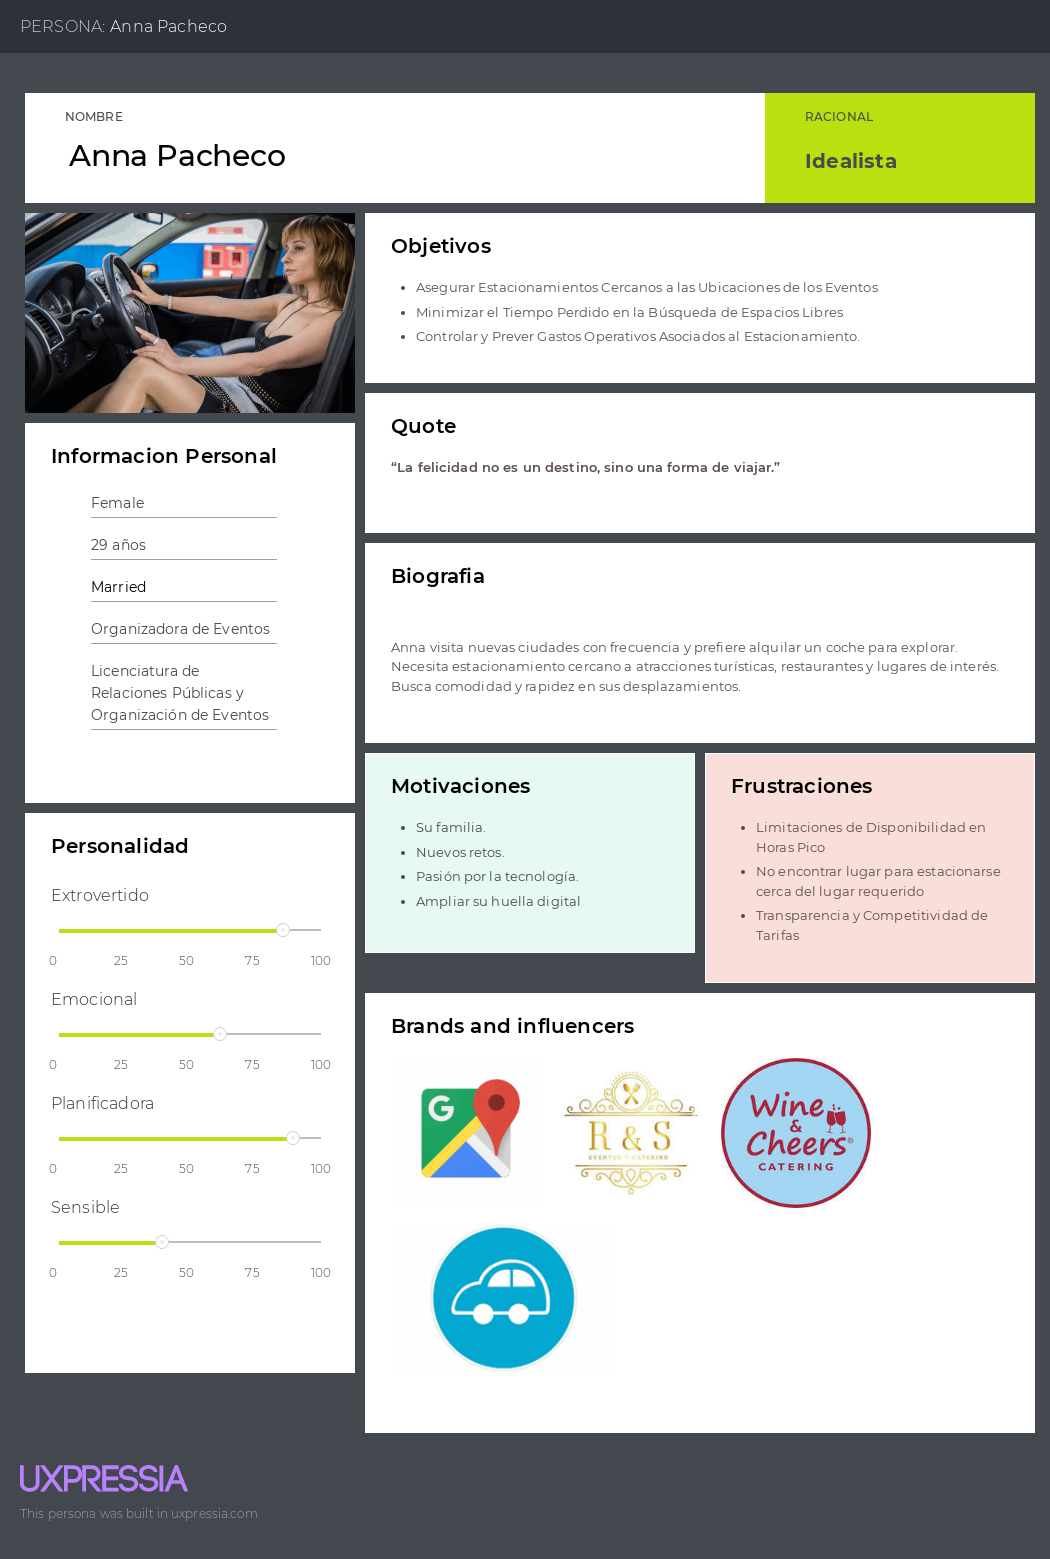 PERSONA: Anna Pacheco
NOMBRE
Anna Pacheco
RACIONAL
Idealista
Informacion Personal
Female
29 años
Married
Organizadora de Eventos
Licenciatura de
Relaciones Públicas y
Organización de Eventos
Personalidad
Extrovertido
0 25 50 75 100
Emocional
0 25 50 75 100
Planificadora
0 25 50 75 100
Sensible
0 25 50 75 100
Objetivos
• Asegurar Estacionamientos Cercanos a las Ubicaciones de los Eventos
• Minimizar el Tiempo Perdido en la Búsqueda de Espacios Libres
• Controlar y Prever Gastos Operativos Asociados al Estacionamiento.
Quote
“La felicidad no es un destino, sino una forma de viajar.”
Biografia
Anna visita nuevas ciudades con frecuencia y prefiere alquilar un coche para explorar.
Necesita estacionamiento cercano a atracciones turísticas, restaurantes y lugares de interés.
Busca comodidad y rapidez en sus desplazamientos.
Motivaciones
• Su familia.
• Nuevos retos.
• Pasión por la tecnología.
• Ampliar su huella digital
Frustraciones
• Limitaciones de Disponibilidad en
Horas Pico
• No encontrar lugar para estacionarse
cerca del lugar requerido
• Transparencia y Competitividad de
Tarifas
Brands and influencers
G
R & S
EVENTOS Y CATERING
Wine
&
Cheers®
CATERING
UXPRESSIA
This persona was built in uxpressia.com